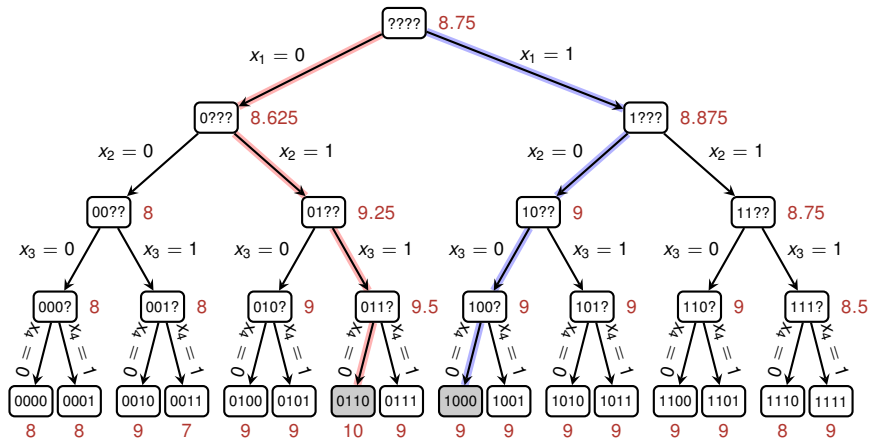 ???? 8.75
x₁ = 0 x₁ = 1
0??? 8.625 1??? 8.875
x₂ = 0 x₂ = 1 x₂ = 0 x₂ = 1
00?? 8 01?? 9.25 10?? 9 11?? 8.75
x₃ = 0 x₃ = 1 x₃ = 0 x₃ = 1 x₃ = 0 x₃ = 1 x₃ = 0 x₃ = 1
000? 8 001? 8 010? 9 011? 9.5 100? 9 101? 9 110? 9 111? 8.5
x₄ = 0 x₄ = 1 x₄ = 0 x₄ = 1 x₄ = 0 x₄ = 1 x₄ = 0 x₄ = 1 x₄ = 0 x₄ = 1 x₄ = 0 x₄ = 1 x₄ = 0 x₄ = 1 x₄ = 0 x₄ = 1
0000 0001 0010 0011 0100 0101 0110 0111 1000 1001 1010 1011 1100 1101 1110 1111
8 8 9 7 9 9 10 9 9 9 9 9 9 9 8 9